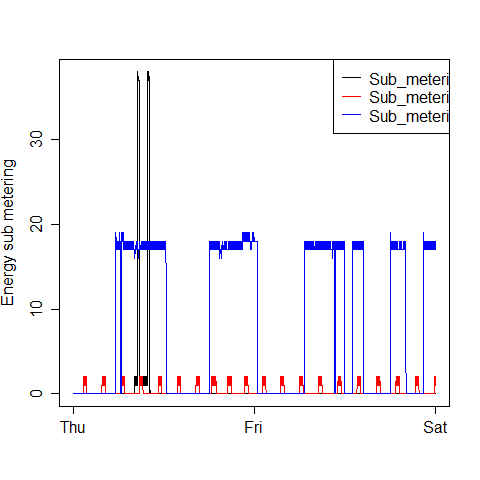 Sub_meteri
Sub_meteri
Sub_meteri
Energy sub metering
30
20
10
0
Thu Fri Sat